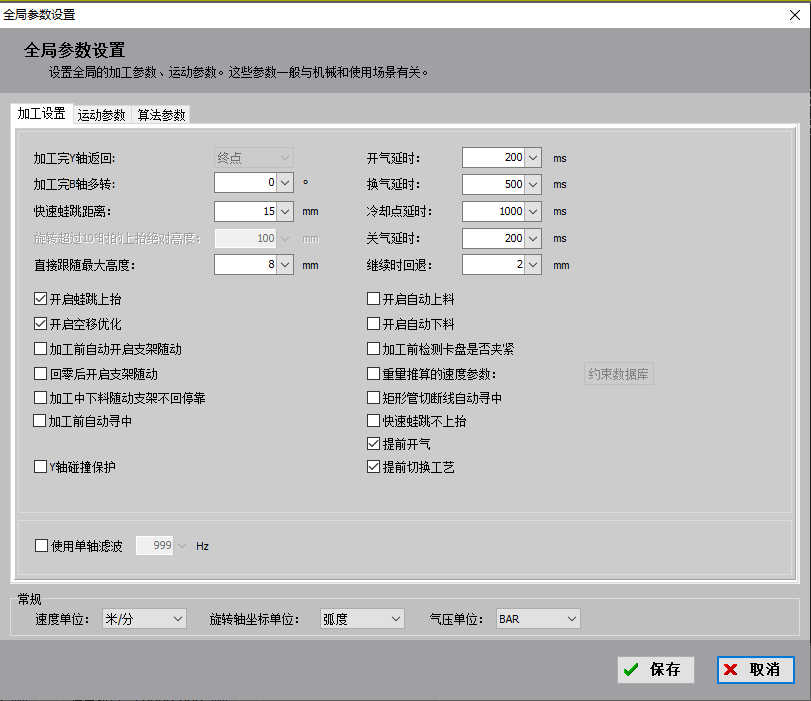 全局参数设置
全局参数设置
设置全局的加工参数、运动参数。这些参数一般与机械和使用场景有关。
加工设置 运动参数 算法参数
加工完Y轴返回: 终点 开气延时: 200 ms
加工完B轴多转: 0 ° 换气延时: 500 ms
快速蛙跳距离: 15 mm 冷却点延时: 1000 ms
旋转超过10°时的上抬绝对高度: 100 mm 关气延时: 200 ms
直接跟随最大高度: 8 mm 继续时回退: 2 mm
开启蛙跳上抬 开启自动上料
开启空移优化 开启自动下料
加工前自动开启支架随动 加工前检测卡盘是否夹紧
回零后开启支架随动 重量推算的速度参数: 约束数据库
加工中下料随动支架不回停靠 矩形管切断线自动寻中
加工前自动寻中 快速蛙跳不上抬
提前开气
Y轴碰撞保护 提前切换工艺
使用单轴滤波 999 Hz
常规
速度单位: 米/分 旋转轴坐标单位: 弧度 气压单位: BAR
保存 取消